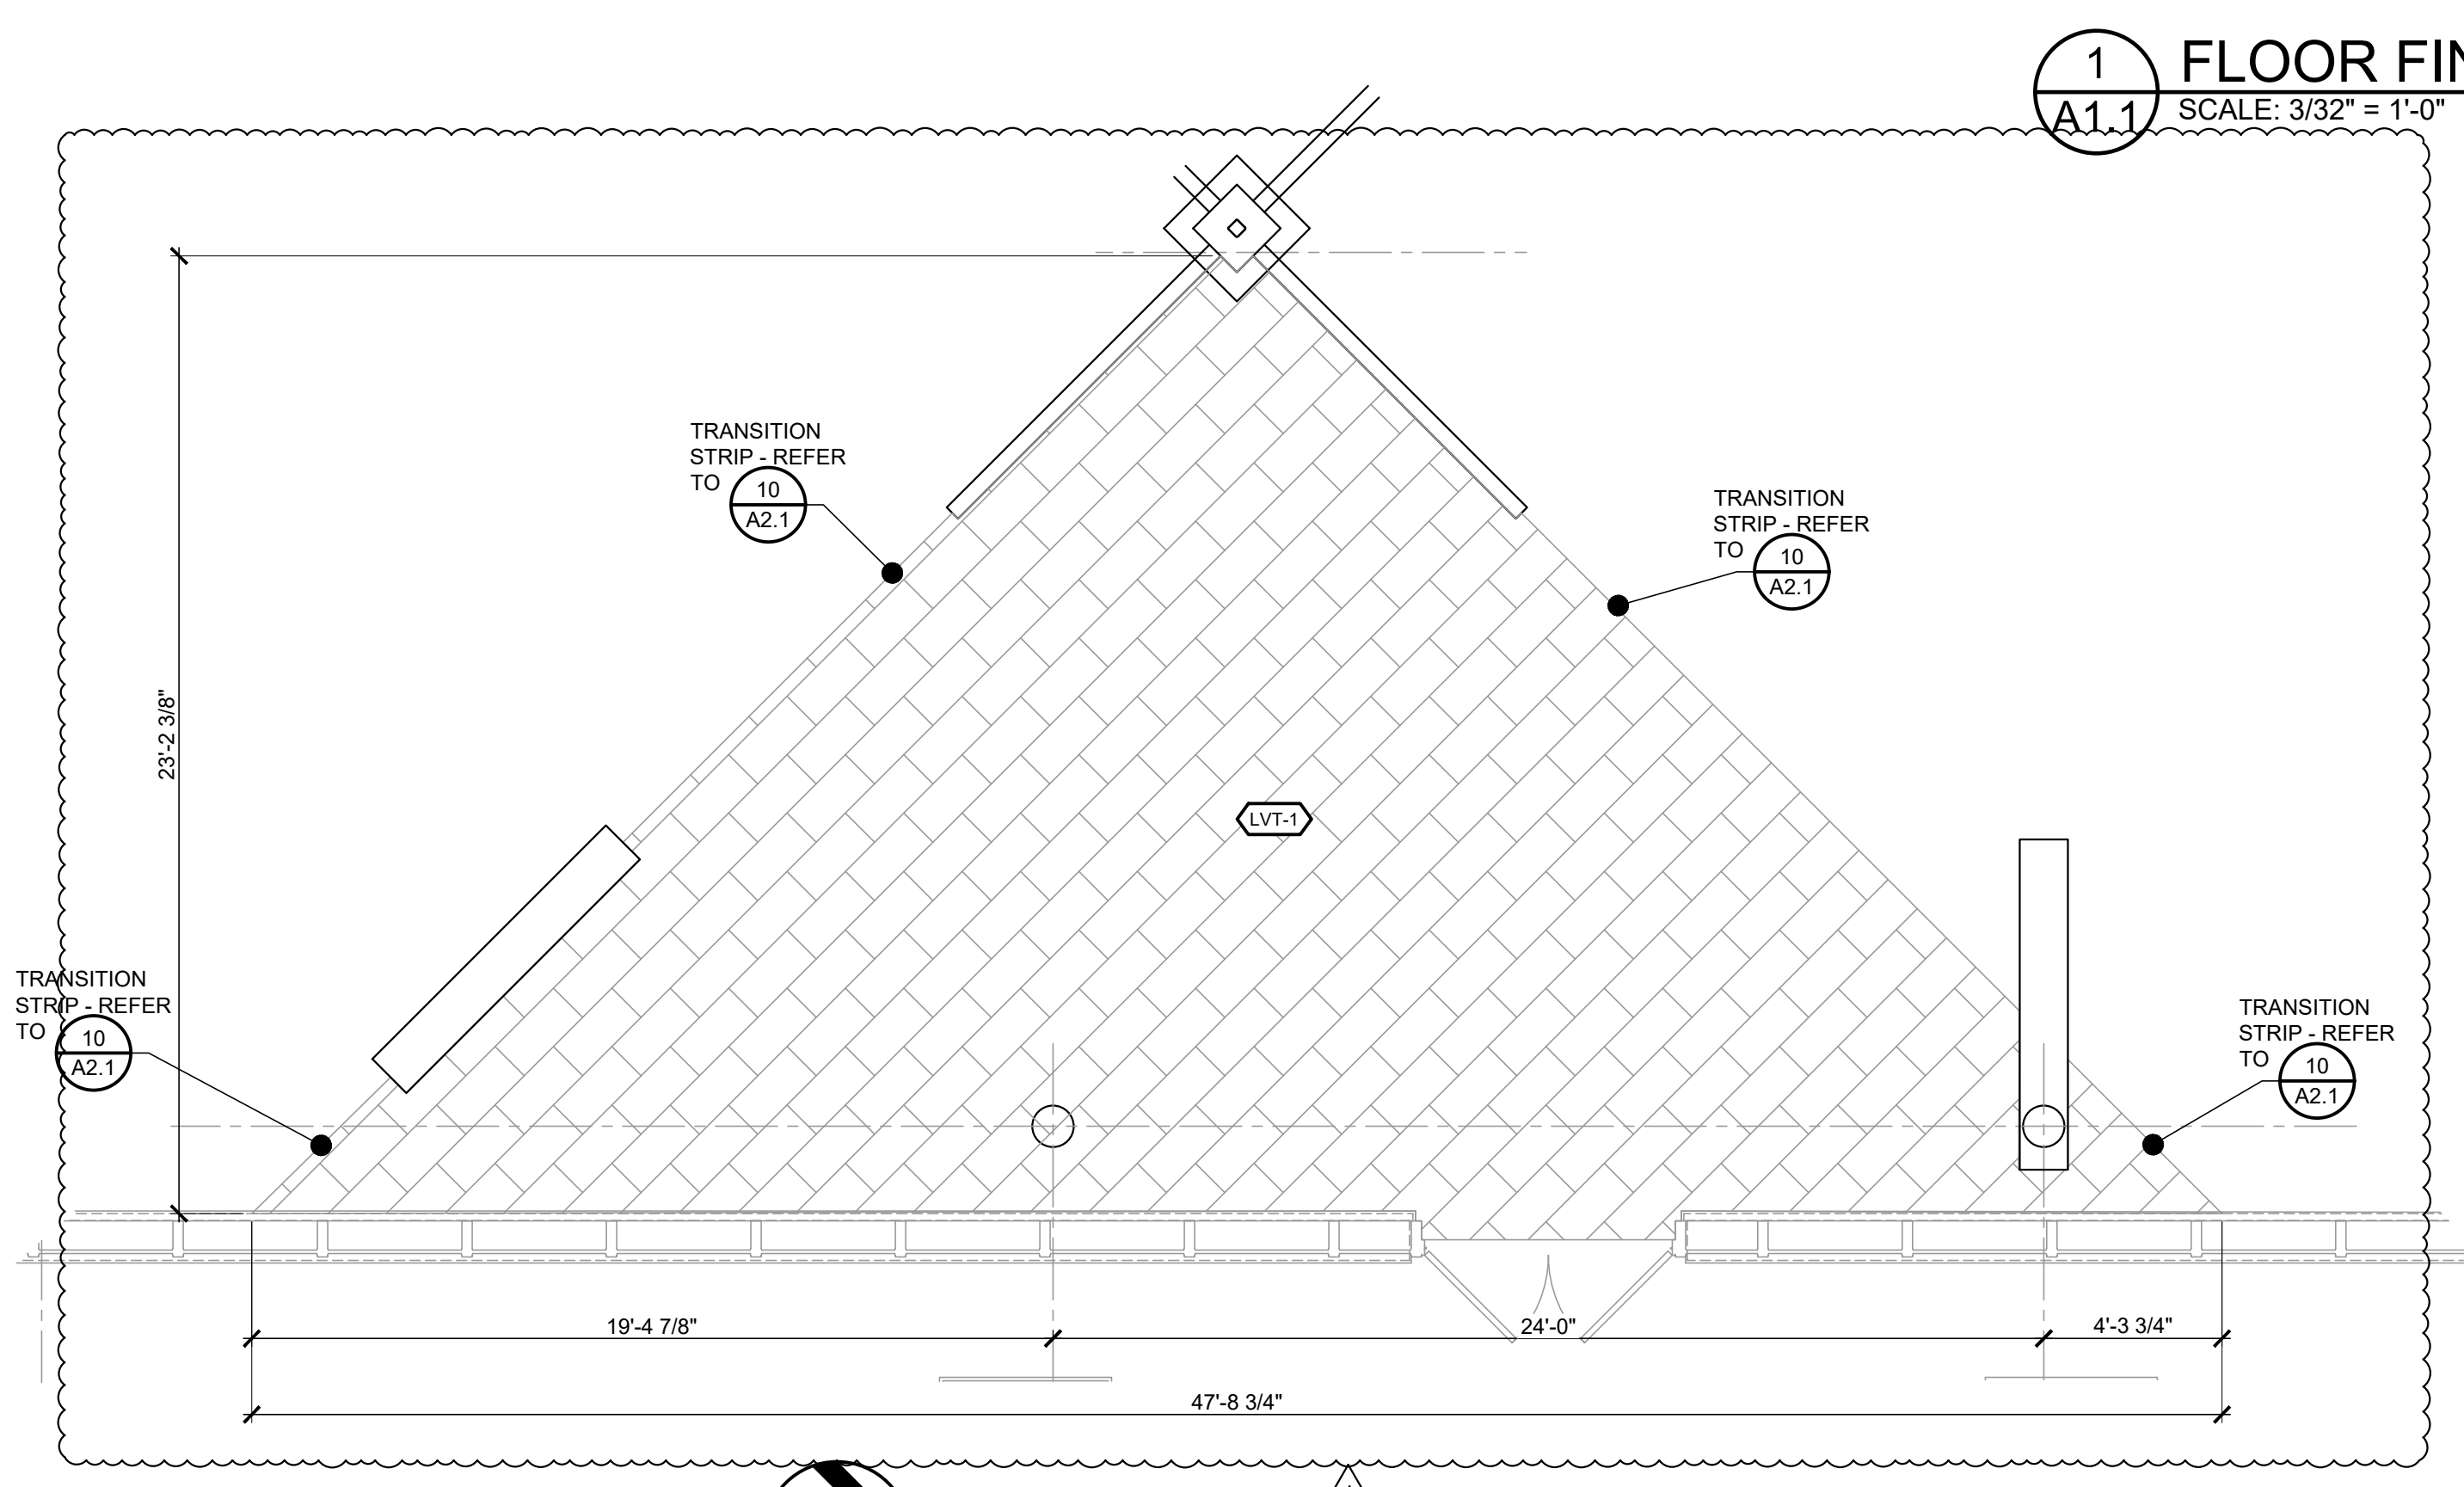 1
FLOOR FIN
A1.1
SCALE: 3/32" = 1'-0"
TRANSITION
STRIP - REFER
TO
10
A2.1
TRANSITION
STRIP - REFER
TO
10
A2.1
23'-2 3/8"
LVT-1
TRANSITION
STRIP - REFER
TO
10
A2.1
TRANSITION
STRIP - REFER
TO
10
A2.1
19'-4 7/8"
24'-0"
4'-3 3/4"
47'-8 3/4"